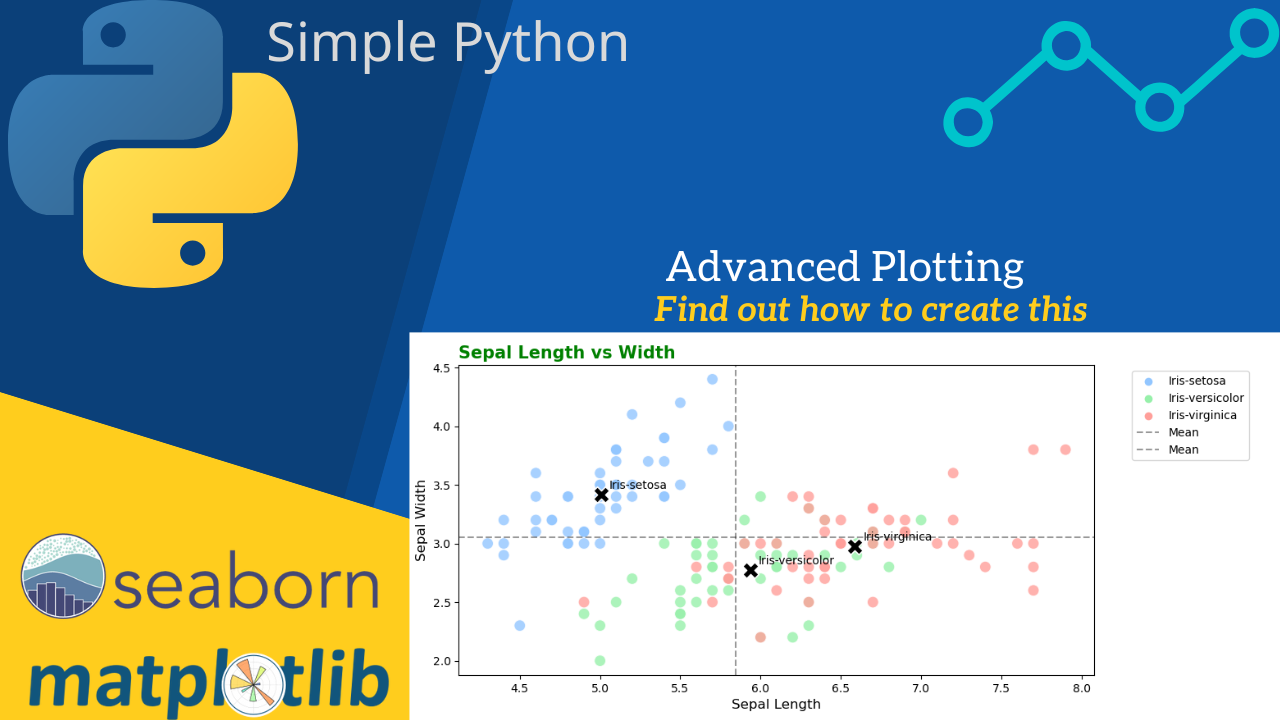 Simple Python
Advanced Plotting
Find out how to create this
Sepal Length vs Width
4.5
4.0
3.5
3.0
2.5
2.0
Sepal Width
Iris-setosa
Iris-virginica
Iris-versicolor
4.5 5.0 5.5 6.0 6.5 7.0 7.5 8.0
Sepal Length
Iris-setosa
Iris-versicolor
Iris-virginica
Mean
Mean
seaborn
matplotlib